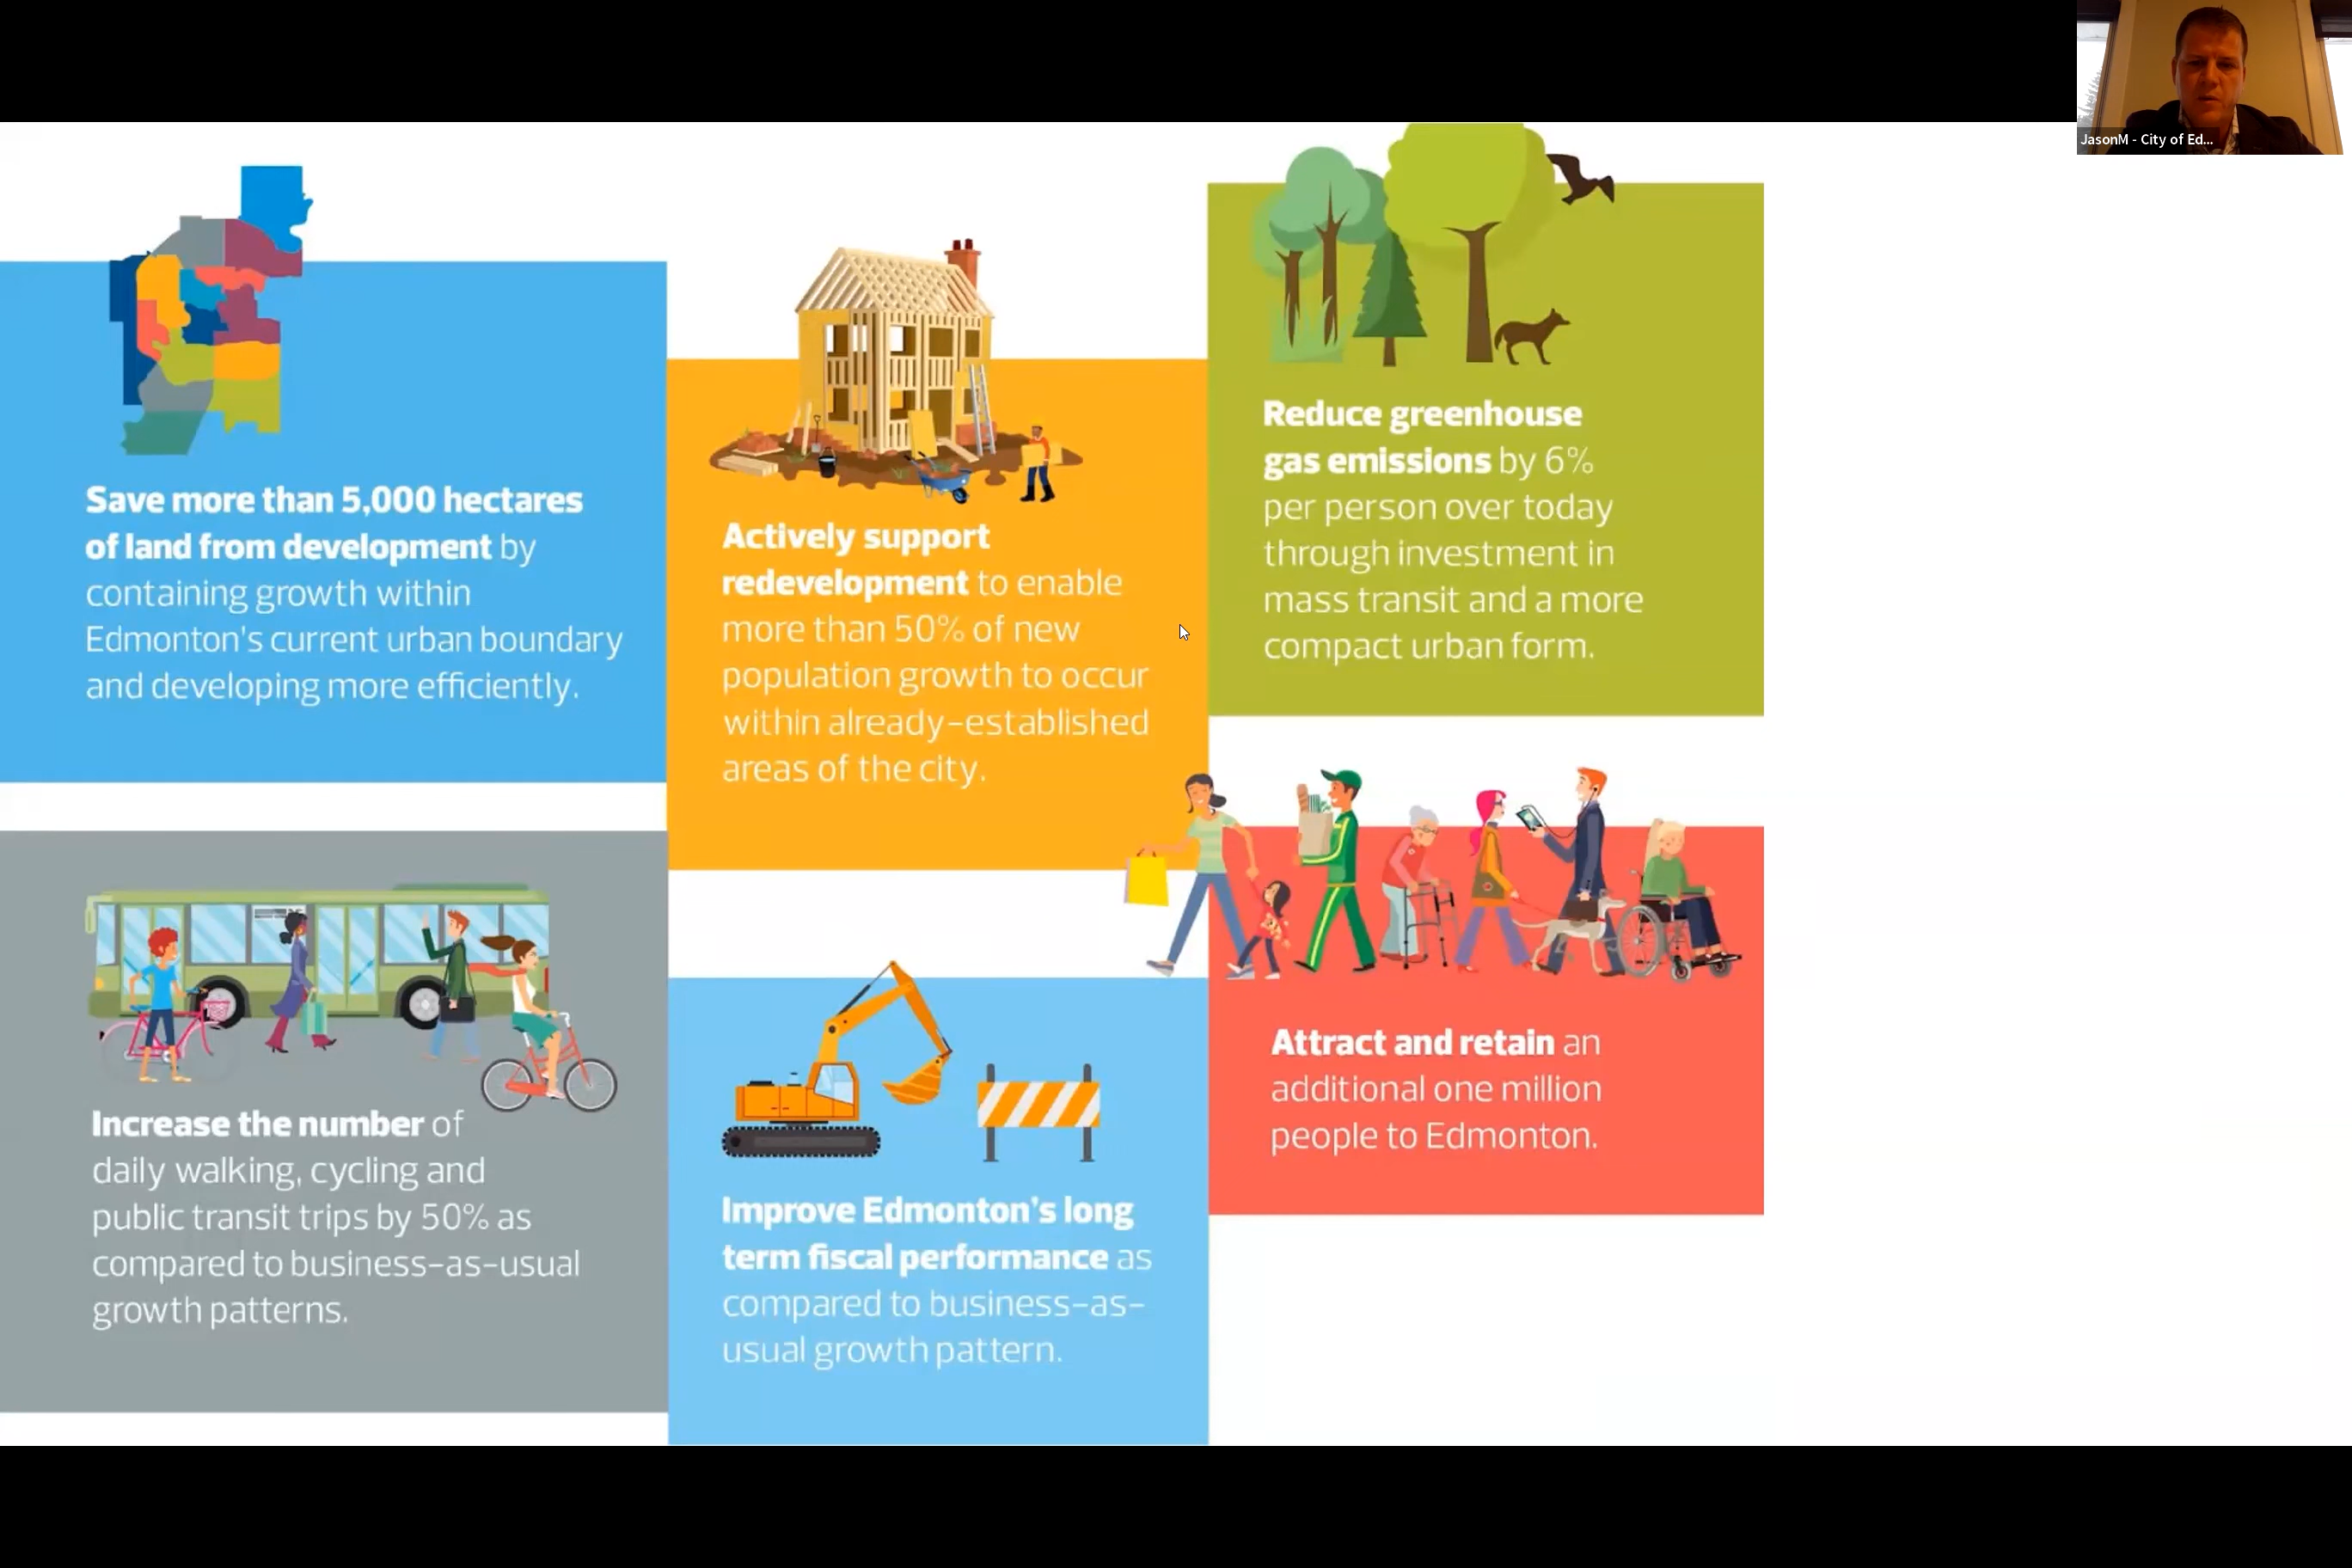 JasonM - City of Ed...
Save more than 5,000 hectares
of land from development by
containing growth within
Edmonton's current urban boundary
and developing more efficiently.
Actively support
redevelopment to enable
more than 50% of new
population growth to occur
within already-established
areas of the city.
Reduce greenhouse
gas emissions by 6%
per person over today
through investment in
mass transit and a more
compact urban form.
Increase the number of
daily walking, cycling and
public transit trips by 50% as
compared to business-as-usual
growth patterns.
Improve Edmonton's long
term fiscal performance as
compared to business-as-
usual growth pattern.
Attract and retain an
additional one million
people to Edmonton.